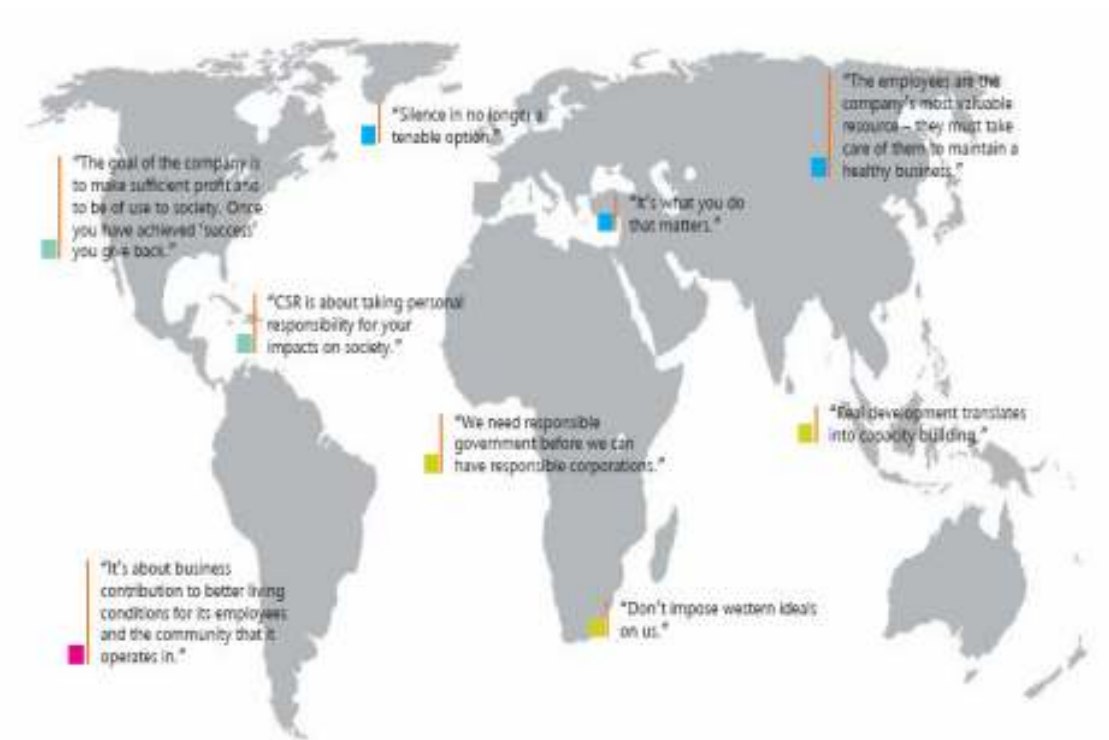 "The employees are the
company's most valuable
resource – they must take
care of them to maintain a
healthy business."
"Silence in no longer a
tenable option."
"The goal of the company is
to make sufficient profit and
to be of use to society. Once
you have achieved 'success'
you give back."
"It's what you do
that matters."
"CSR is about taking personal
responsibility for your
impacts on society."
"We need responsible
government before we can
have responsible corporations."
"Real development translates
into capacity building."
"It's about business
contribution to better living
conditions for its employees
and the community that it
operates in."
"Don't impose western ideals
on us."